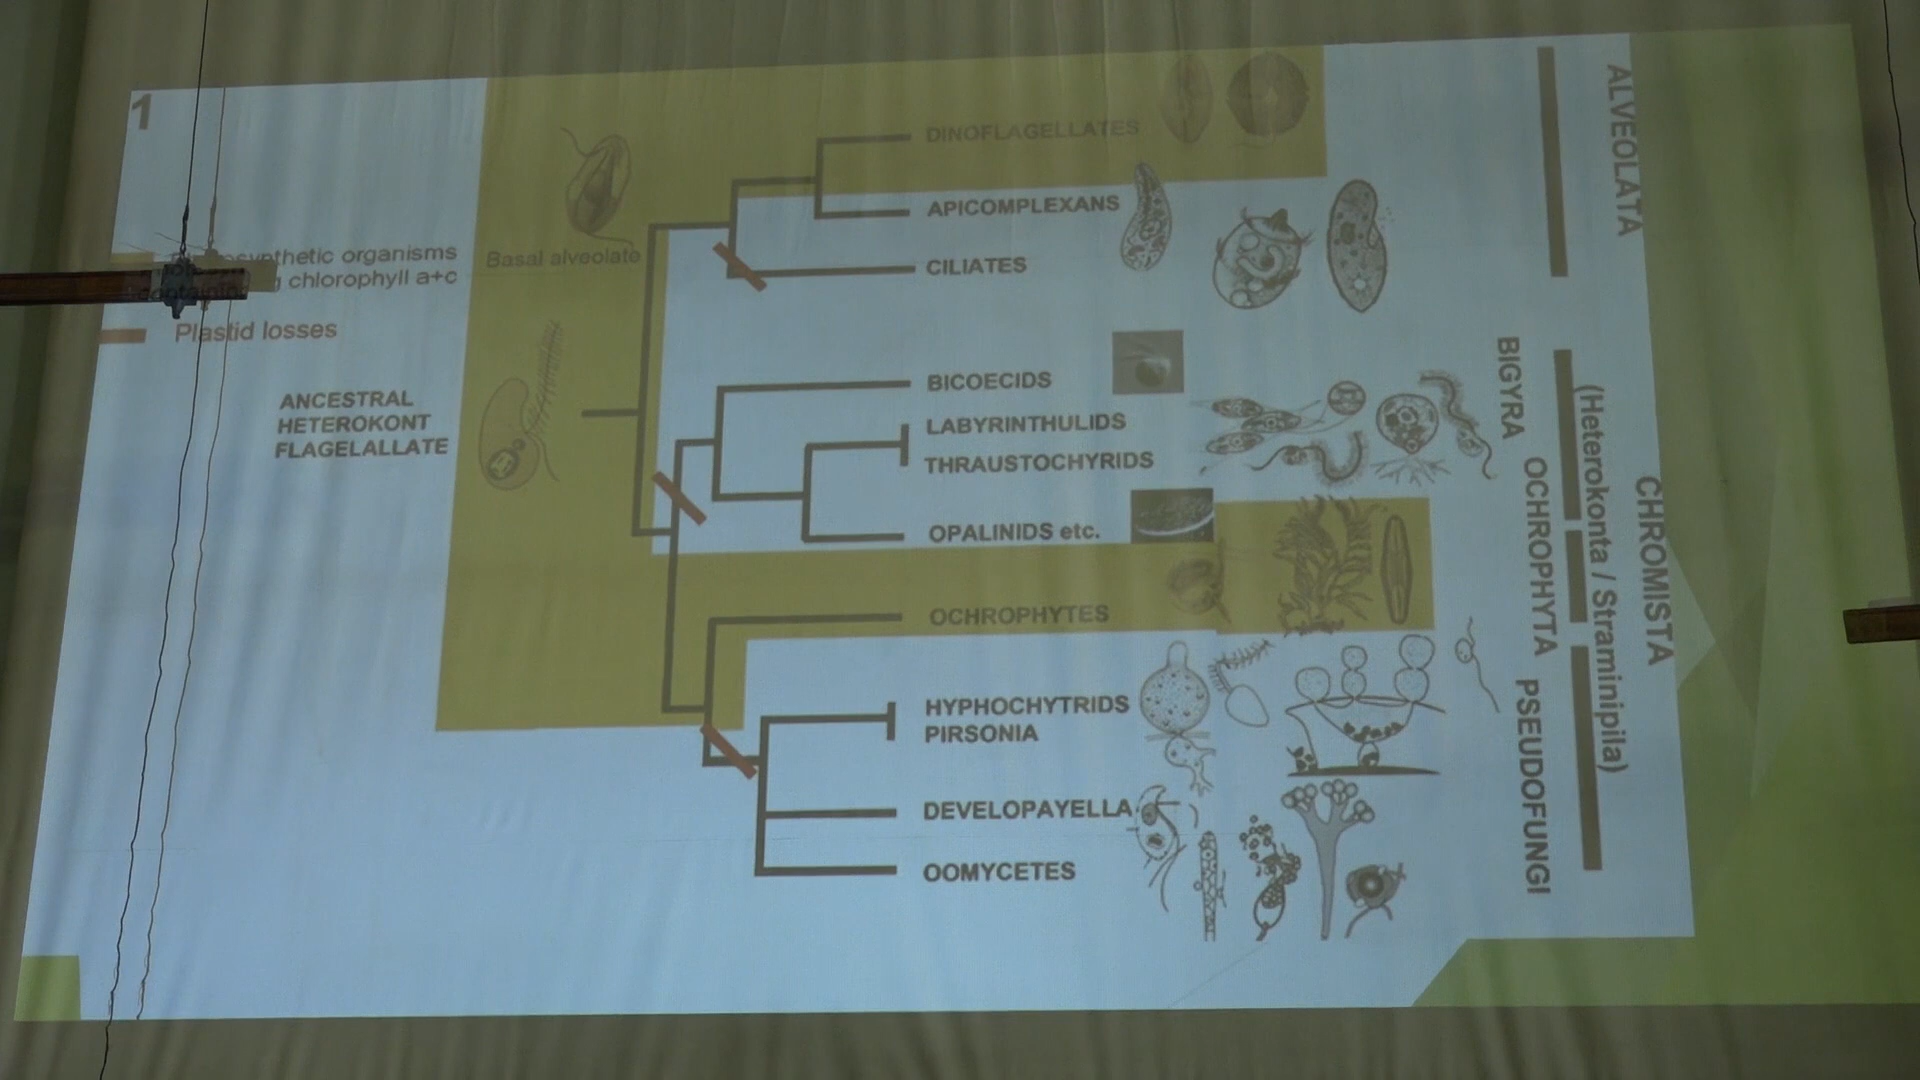 1
DINOFLAGELLATES
APICOMPLEXANS
CILIATES
ALVEOLATA
Basal alveolate
organisms
chlorophyll a+c
Plastid losses
ANCESTRAL
HETEROKONT
FLAGELALLATE
BICOECIDS
LABYRINTHULIDS
THRAUSTOCHYRIDS
OPALINIDS etc.
OCHROPHYTES
HYPHOCHYTRIDS
PIRSONIA
DEVELOPAYELLA
OOMYCETES
BIGYRA
OCHROPHYTA
PSEUDOFUNGI
(Heterokonta / Straminipila)
CHROMISTA